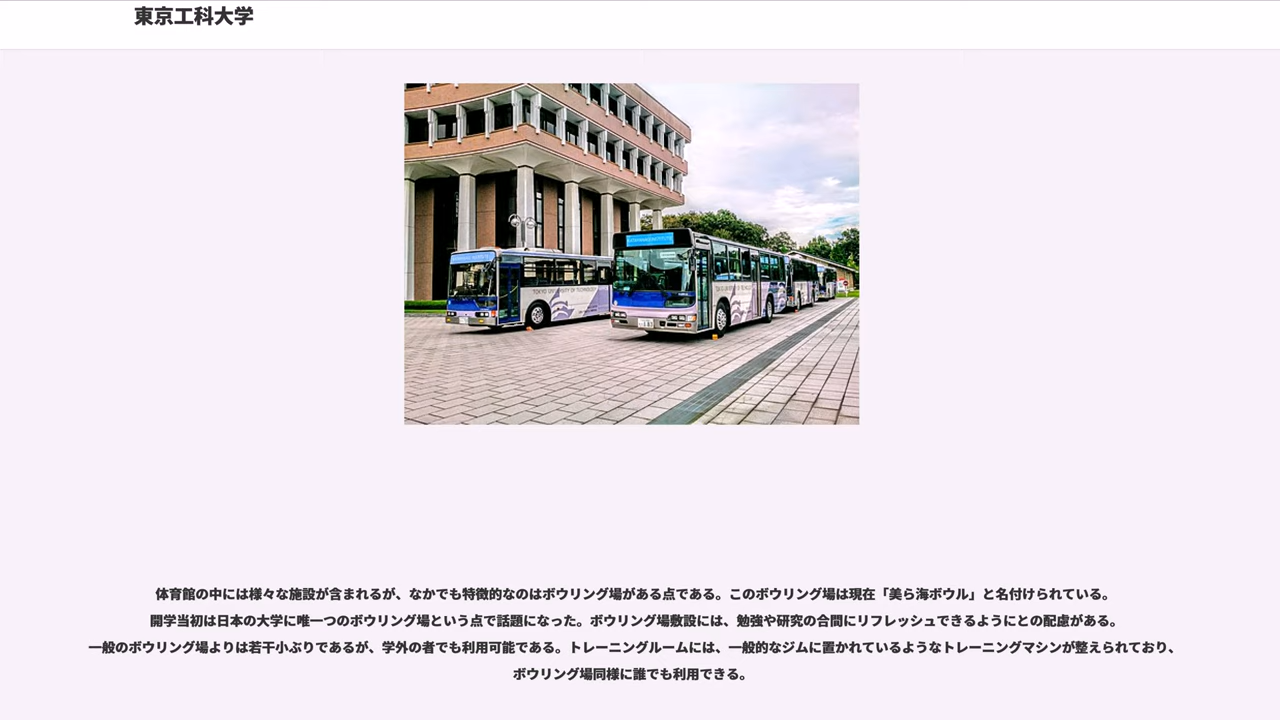 東京工科大学
TOKYO UNIVERSITY OF TECHNOLOGY
TOKYO UNIVERSITY OF TECHNOLOGY
体育館の中には様々な施設が含まれるが、なかでも特徴的なのはボウリング場がある点である。このボウリング場は現在「美ら海ボウル」と名付けられている。
開学当初は日本の大学に唯一つのボウリング場という点で話題になった。ボウリング場敷設には、勉強や研究の合間にリフレッシュできるようにとの配慮がある。
一般のボウリング場よりは若干小ぶりであるが、学外の者でも利用可能である。トレーニングルームには、一般的なジムに置かれているようなトレーニングマシンが整えられており、
ボウリング場同様に誰でも利用できる。